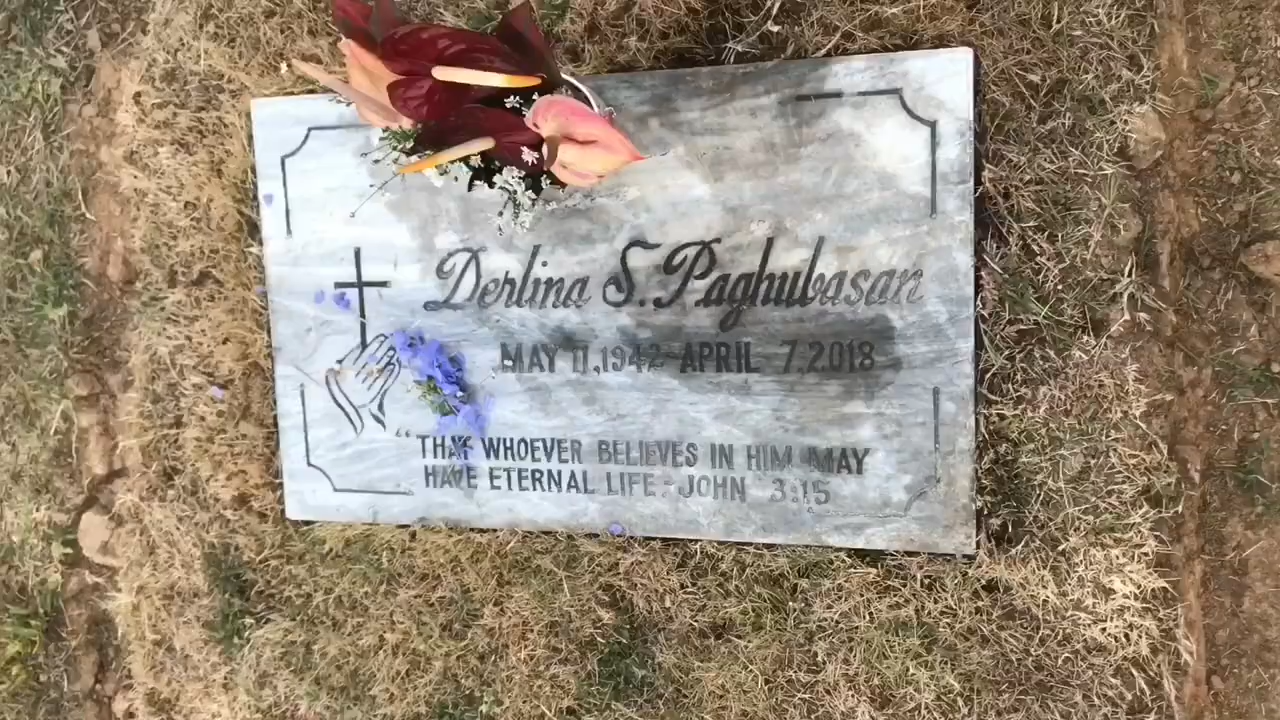 Derlina S. Paghubasan
MAY 11,1942 APRIL 7,2018
"THAT WHOEVER BELIEVES IN HIM MAY
HAVE ETERNAL LIFE-JOHN 3:15